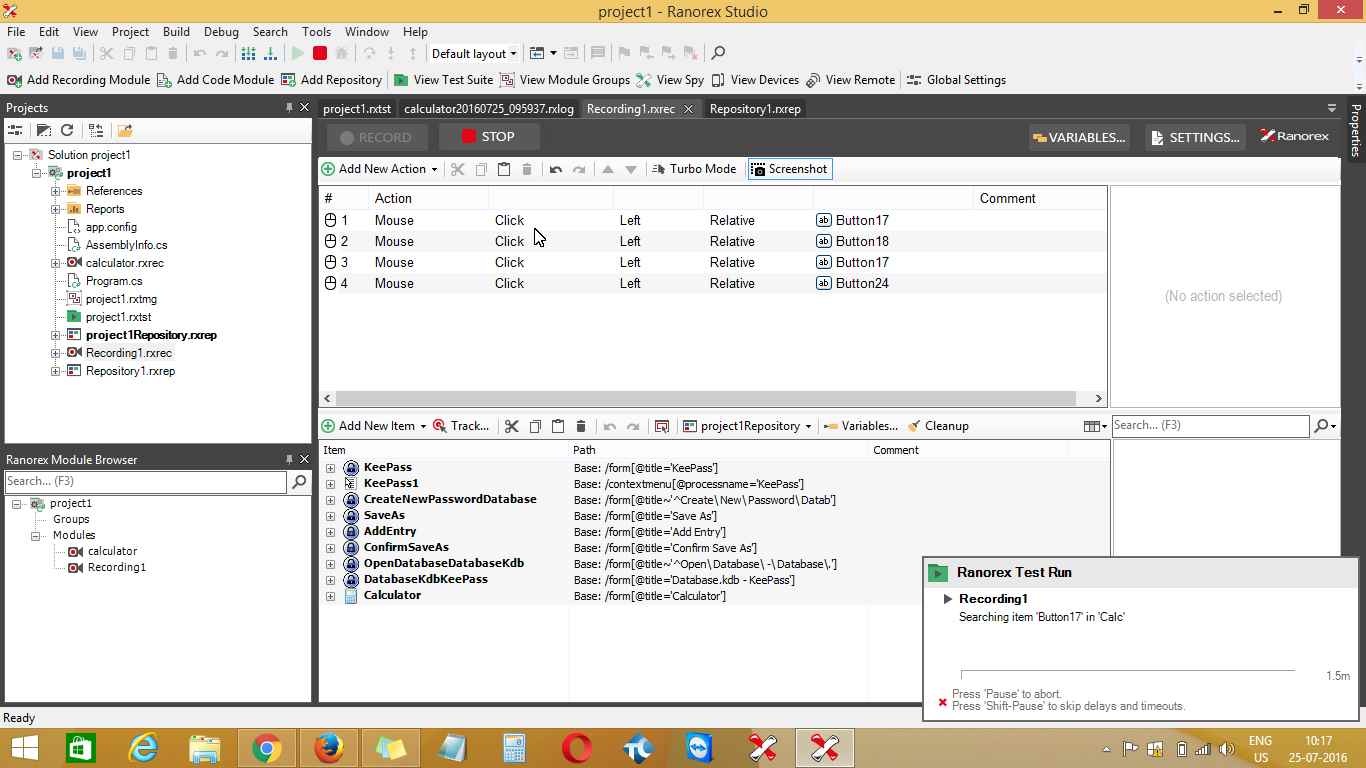 project1 - Ranorex Studio
File Edit View Project Build Debug Search Tools Window Help
Default layout
Add Recording Module Add Code Module Add Repository View Test Suite View Module Groups View Spy View Devices View Remote Global Settings
Projects
project1.rxtst calculator20160725_095937.rxlog Recording1.rxrec Repository1.rxrep
Properties
RECORD STOP VARIABLES... SETTINGS... Ranorex
Solution project1
project1
References
Reports
app.config
AssemblyInfo.cs
calculator.rxrec
Program.cs
project1.rxtmg
project1.rxtst
project1Repository.rxrep
Recording1.rxrec
Repository1.rxrep
Add New Action Turbo Mode Screenshot
# Action Comment
1 Mouse Click Left Relative ab Button17
2 Mouse Click Left Relative ab Button18
3 Mouse Click Left Relative ab Button17
4 Mouse Click Left Relative ab Button24
(No action selected)
Ranorex Module Browser
Search... (F3)
project1
Groups
Modules
calculator
Recording1
Add New Item Track... project1Repository Variables... Cleanup Search... (F3)
Item Path Comment
KeePass Base: /form[@title='KeePass']
KeePass1 Base: /contextmenu[@processname='KeePass']
CreateNewPasswordDatabase Base: /form[@title~'^Create\ New\ Password\ Datab']
SaveAs Base: /form[@title='Save As']
AddEntry Base: /form[@title='Add Entry']
ConfirmSaveAs Base: /form[@title='Confirm Save As']
OpenDatabaseDatabaseKdb Base: /form[@title~'^Open\ Database\ -\ Database\.']
DatabaseKdbKeePass Base: /form[@title='Database.kdb - KeePass']
Calculator Base: /form[@title='Calculator']
Ranorex Test Run
Recording1
Searching item 'Button17' in 'Calc'
1.5m
Press 'Pause' to abort.
Press 'Shift-Pause' to skip delays and timeouts.
Ready
ENG
US
10:17
25-07-2016